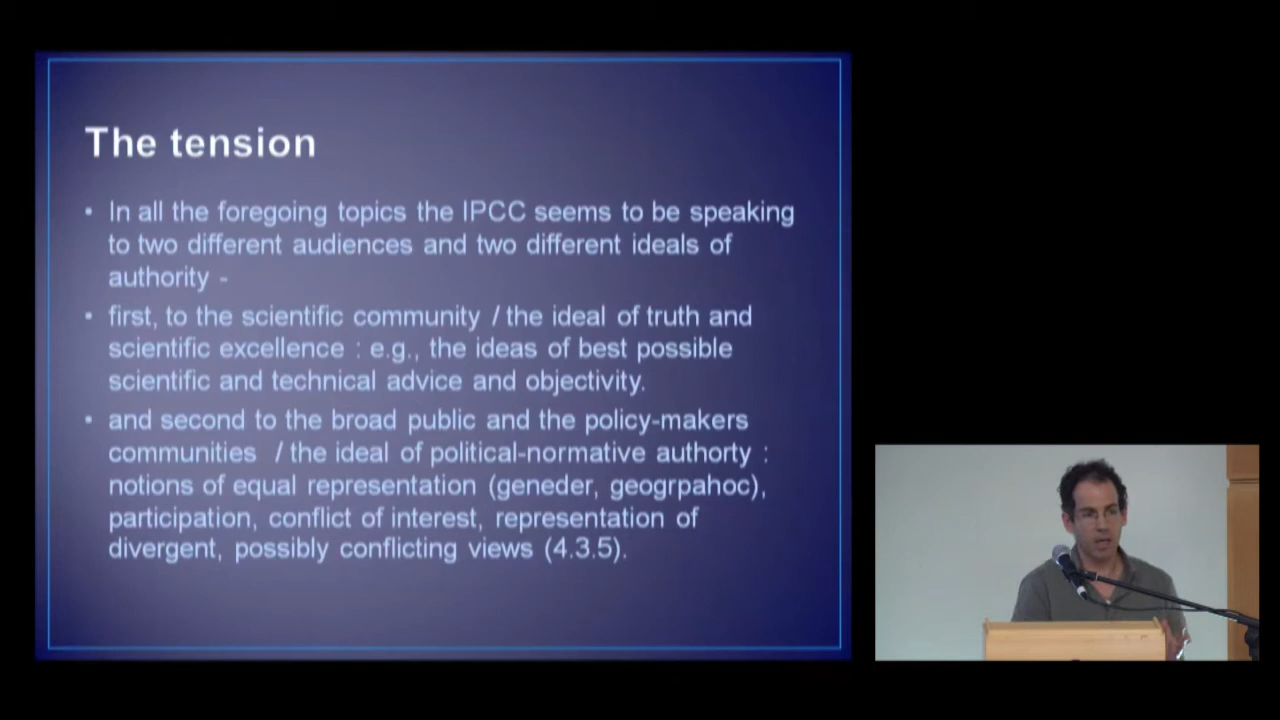 The tension
• In all the foregoing topics the IPCC seems to be speaking
to two different audiences and two different ideals of
authority -
• first, to the scientific community / the ideal of truth and
scientific excellence : e.g., the ideas of best possible
scientific and technical advice and objectivity.
• and second to the broad public and the policy-makers
communities / the ideal of political-normative authorty :
notions of equal representation (geneder, geogrpahoc),
participation, conflict of interest, representation of
divergent, possibly conflicting views (4.3.5).